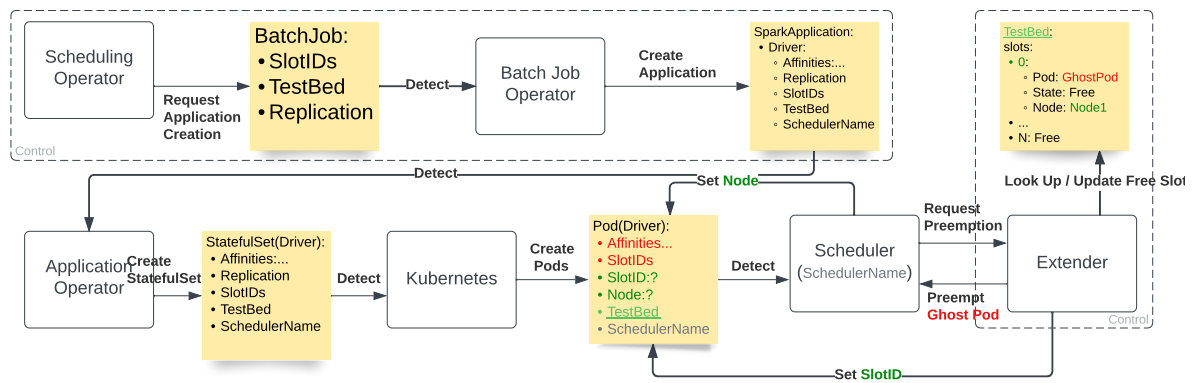 Scheduling
Operator
Request
Application
Creation
BatchJob:
• SlotIDs
• TestBed
• Replication
Detect
Batch Job
Operator
Create
Application
SparkApplication:
• Driver:
◦ Affinities:...
◦ Replication
◦ SlotIDs
◦ TestBed
◦ SchedulerName
Control
TestBed:
slots:
• 0:
◦ Pod: GhostPod
◦ State: Free
◦ Node: Node1
• ...
• N: Free
Detect
Set Node
Look Up / Update Free Slot
Application
Operator
Create
StatefulSet
StatefulSet(Driver):
• Affinities:...
• Replication
• SlotIDs
• TestBed
• SchedulerName
Detect
Kubernetes
Create
Pods
Pod(Driver):
• Affinities...
• SlotIDs
• SlotID:?
• Node:?
• TestBed
• SchedulerName
Detect
Scheduler
(SchedulerName)
Request
Preemption
Preempt
Ghost Pod
Extender
Control
Set SlotID